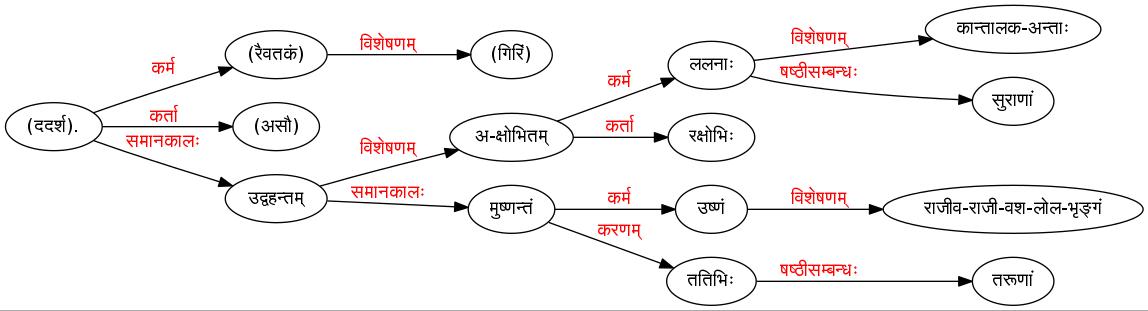 कान्तालक-अन्ताः
विशेषणम्
(रैवतकं)
विशेषणम्
(गिरिं)
ललनाः
कर्म
षष्ठीसम्बन्धः
कर्म
सुराणां
(ददर्श).
कर्ता
(असौ)
अ-क्षोभितम्
कर्ता
रक्षोभिः
समानकालः
विशेषणम्
उद्वहन्तम्
समानकालः
मुष्णन्तं
कर्म
उष्णं
विशेषणम्
राजीव-राजी-वश-लोल-भृङ्गं
करणम्
ततिभिः
षष्ठीसम्बन्धः
तरूणां